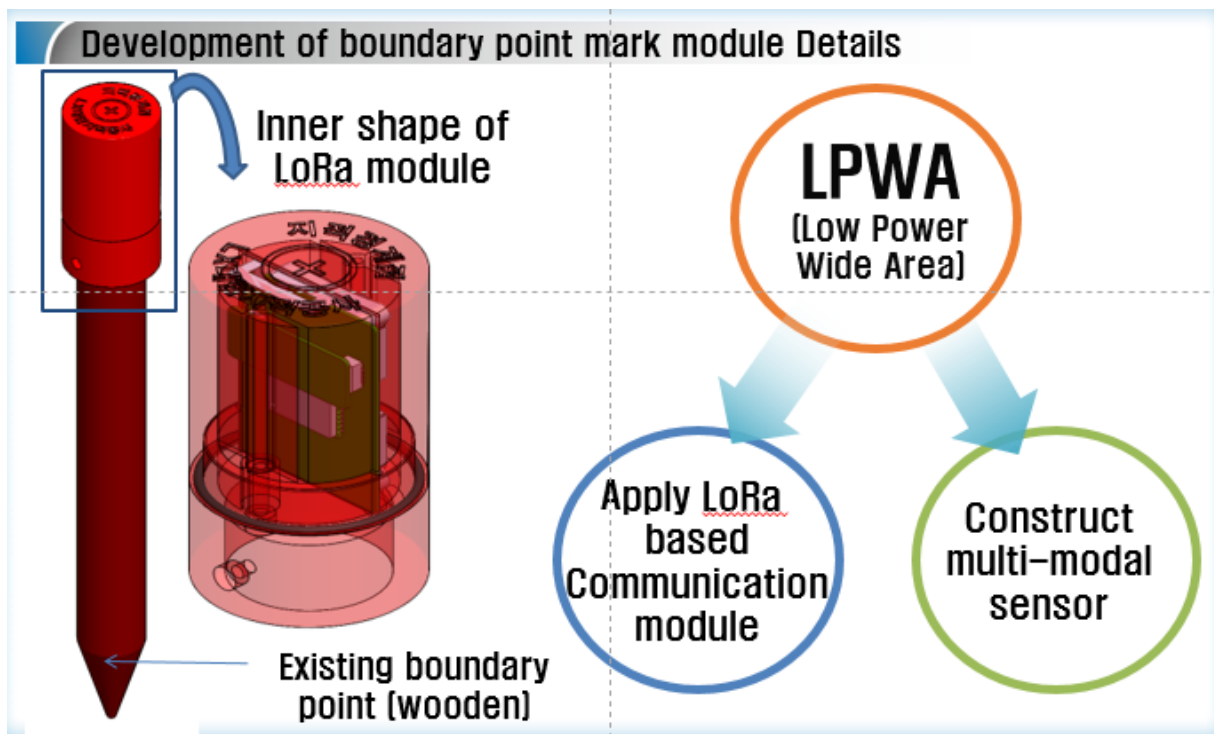 Development of boundary point mark module Details
Inner shape of
LoRa module
Existing boundary
point (wooden)
LPWA
(Low Power
Wide Area)
Apply LoRa
based
Communication
module
Construct
multi-modal
sensor